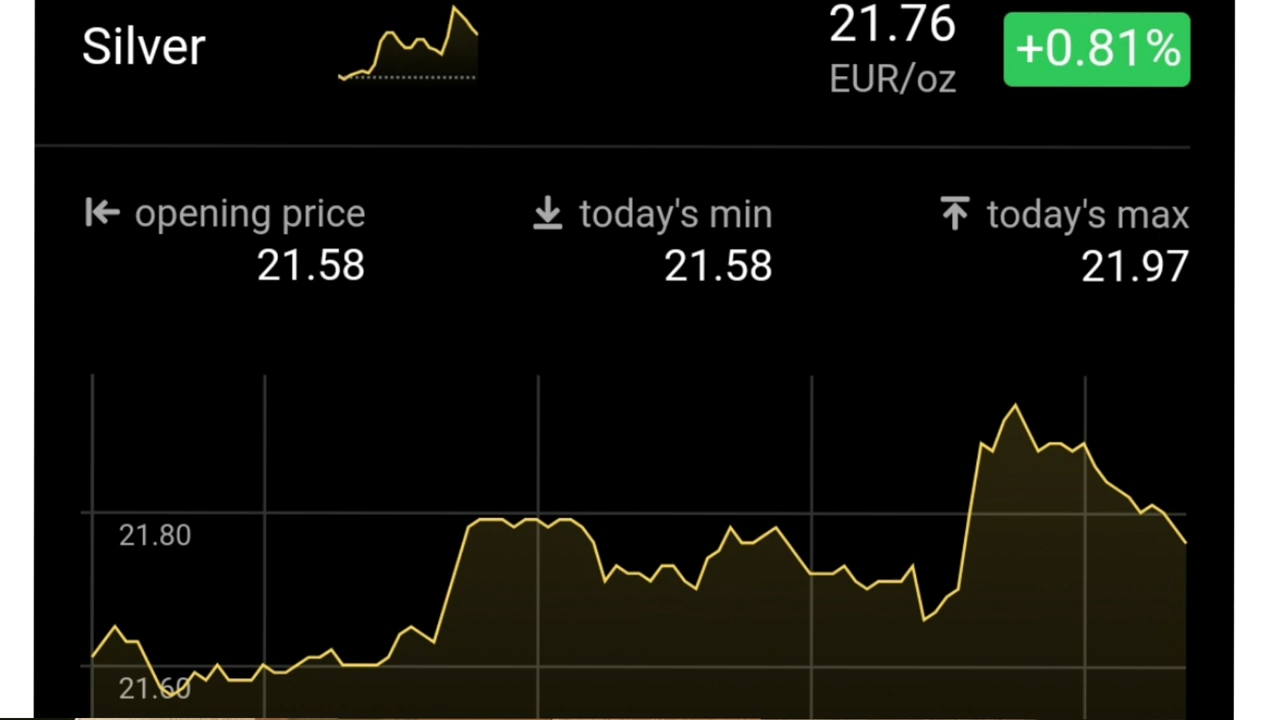 Silver
21.76
EUR/oz
+0.81%
opening price
21.58
today's min
21.58
today's max
21.97
21.80
21.60